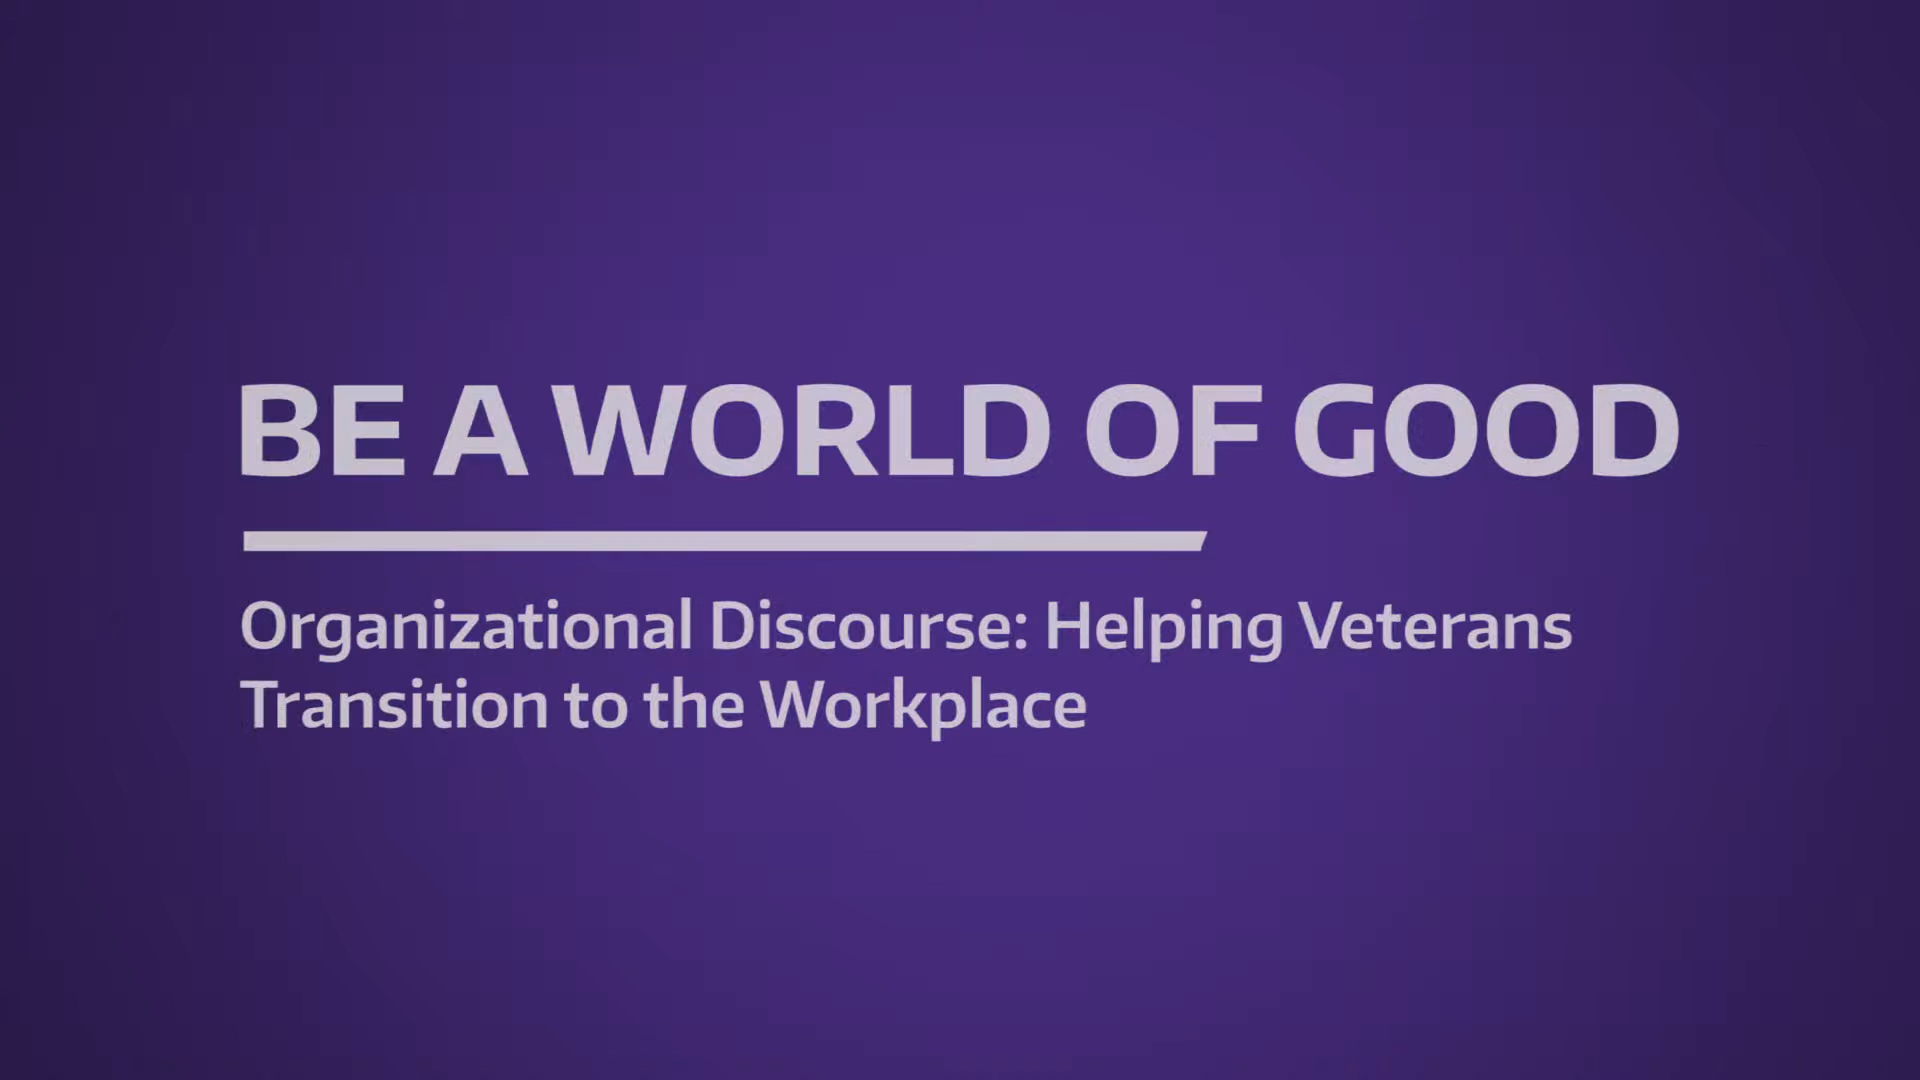 BE A WORLD OF GOOD
Organizational Discourse: Helping Veterans
Transition to the Workplace